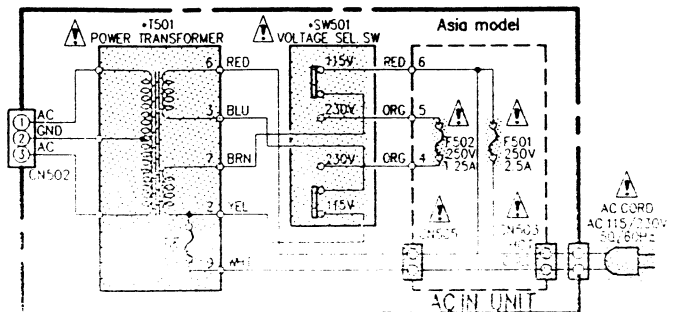 *T501
POWER TRANSFORMER
*SW501
VOLTAGE SEL. SW
Asia model
6 RED
115V
RED 6
1 AC
2 GND
3 AC
CN502
3 BLU
230V
ORG 5
F502
250V
1.25A
F501
250V
2.5A
7 BRN
230V
ORG 4
2 YEL
115V
9
AC CORD
AC 115/230V
50/60Hz
AC IN UNIT